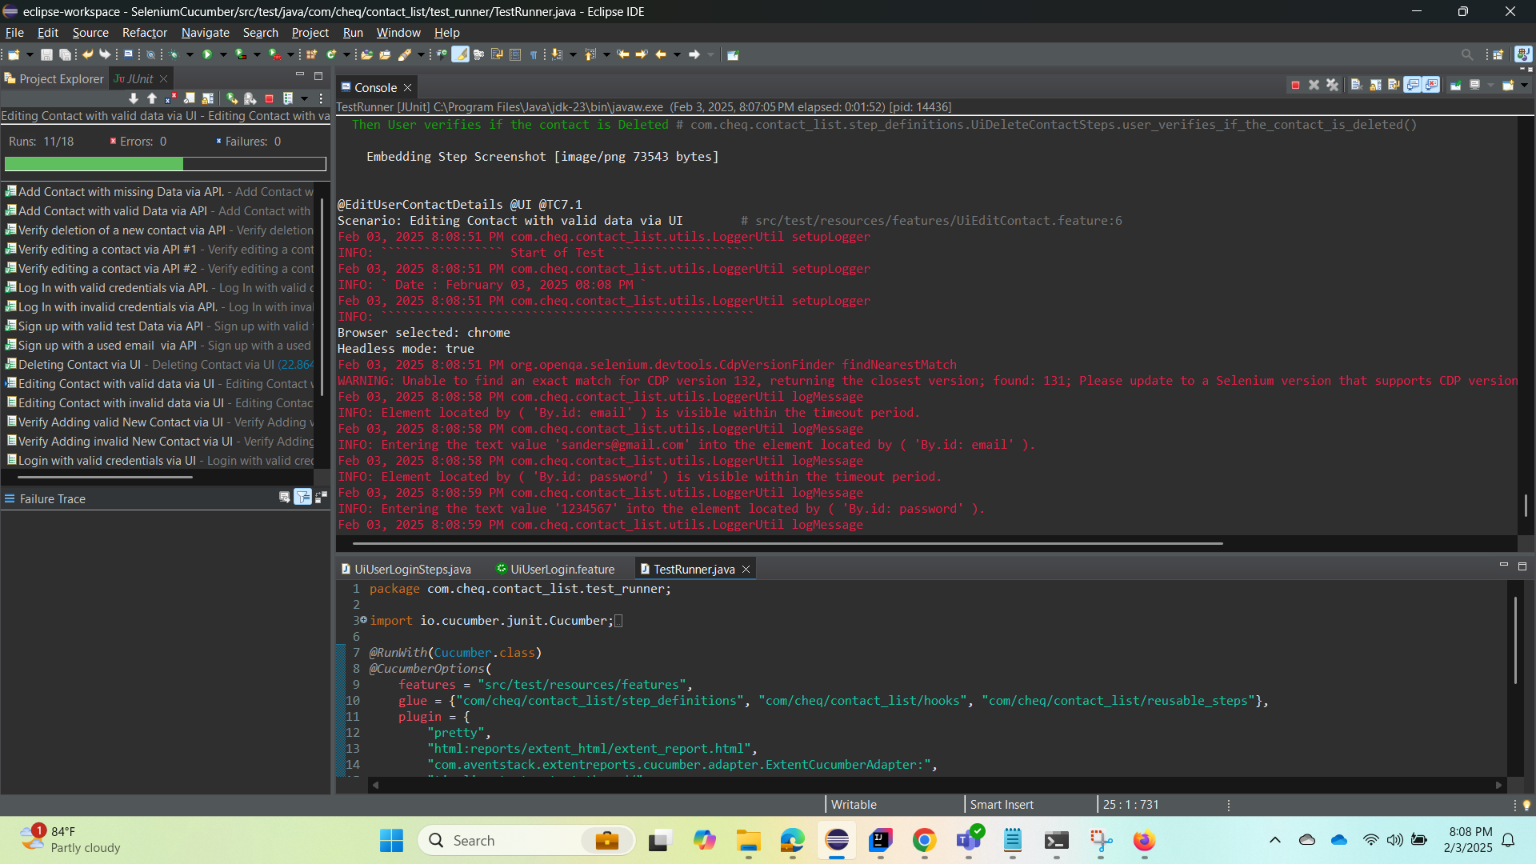 eclipse-workspace - SeleniumCucumber/src/test/java/com/cheq/contact_list/test_runner/TestRunner.java - Eclipse IDE
File Edit Source Refactor Navigate Search Project Run Window Help
Project Explorer JUnit
Editing Contact with valid data via UI - Editing Contact with va
Runs: 11/18 Errors: 0 Failures: 0
Add Contact with missing Data via API. - Add Contact w
Add Contact with valid Data via API - Add Contact with
Verify deletion of a new contact via API - Verify deletion
Verify editing a contact via API #1 - Verify editing a cont
Verify editing a contact via API #2 - Verify editing a cont
Log In with valid credentials via API. - Log In with valid c
Log In with invalid credentials via API. - Log In with inva
Sign up with valid test Data via API - Sign up with valid
Sign up with a used email  via API - Sign up with a used
Deleting Contact via UI - Deleting Contact via UI (22.864
Editing Contact with valid data via UI - Editing Contact
Editing Contact with invalid data via UI - Editing Contac
Verify Adding valid New Contact via UI - Verify Adding
Verify Adding invalid New Contact via UI - Verify Adding
Login with valid credentials via UI - Login with valid cre
Failure Trace
Console
TestRunner [JUnit] C:\Program Files\Java\jdk-23\bin\javaw.exe (Feb 3, 2025, 8:07:05 PM elapsed: 0:01:52) [pid: 14436]
Then User verifies if the contact is Deleted # com.cheq.contact_list.step_definitions.UiDeleteContactSteps.user_verifies_if_the_contact_is_deleted()
Embedding Step Screenshot [image/png 73543 bytes]
@EditUserContactDetails @UI @TC7.1
Scenario: Editing Contact with valid data via UI # src/test/resources/features/UiEditContact.feature:6
Feb 03, 2025 8:08:51 PM com.cheq.contact_list.utils.LoggerUtil setupLogger
INFO: ````````````````` Start of Test ````````````````````
Feb 03, 2025 8:08:51 PM com.cheq.contact_list.utils.LoggerUtil setupLogger
INFO: ` Date : February 03, 2025 08:08 PM `
Feb 03, 2025 8:08:51 PM com.cheq.contact_list.utils.LoggerUtil setupLogger
INFO: ````````````````````````````````````````````````````
Browser selected: chrome
Headless mode: true
Feb 03, 2025 8:08:51 PM org.openqa.selenium.devtools.CdpVersionFinder findNearestMatch
WARNING: Unable to find an exact match for CDP version 132, returning the closest version; found: 131; Please update to a Selenium version that supports CDP version
Feb 03, 2025 8:08:58 PM com.cheq.contact_list.utils.LoggerUtil logMessage
INFO: Element located by ( 'By.id: email' ) is visible within the timeout period.
Feb 03, 2025 8:08:58 PM com.cheq.contact_list.utils.LoggerUtil logMessage
INFO: Entering the text value 'sanders@gmail.com' into the element located by ( 'By.id: email' ).
Feb 03, 2025 8:08:58 PM com.cheq.contact_list.utils.LoggerUtil logMessage
INFO: Element located by ( 'By.id: password' ) is visible within the timeout period.
Feb 03, 2025 8:08:59 PM com.cheq.contact_list.utils.LoggerUtil logMessage
INFO: Entering the text value '1234567' into the element located by ( 'By.id: password' ).
Feb 03, 2025 8:08:59 PM com.cheq.contact_list.utils.LoggerUtil logMessage
UiUserLoginSteps.java UiUserLogin.feature TestRunner.java
1 package com.cheq.contact_list.test_runner;
2
3 import io.cucumber.junit.Cucumber;
6
7 @RunWith(Cucumber.class)
8 @CucumberOptions(
9 features = "src/test/resources/features",
10 glue = {"com/cheq/contact_list/step_definitions", "com/cheq/contact_list/hooks", "com/cheq/contact_list/reusable_steps"},
11 plugin = {
12 "pretty",
13 "html:reports/extent_html/extent_report.html",
14 "com.aventstack.extentreports.cucumber.adapter.ExtentCucumberAdapter:",
Writable Smart Insert 25 : 1 : 731
1 84°F
Partly cloudy
Search
8:08 PM
2/3/2025